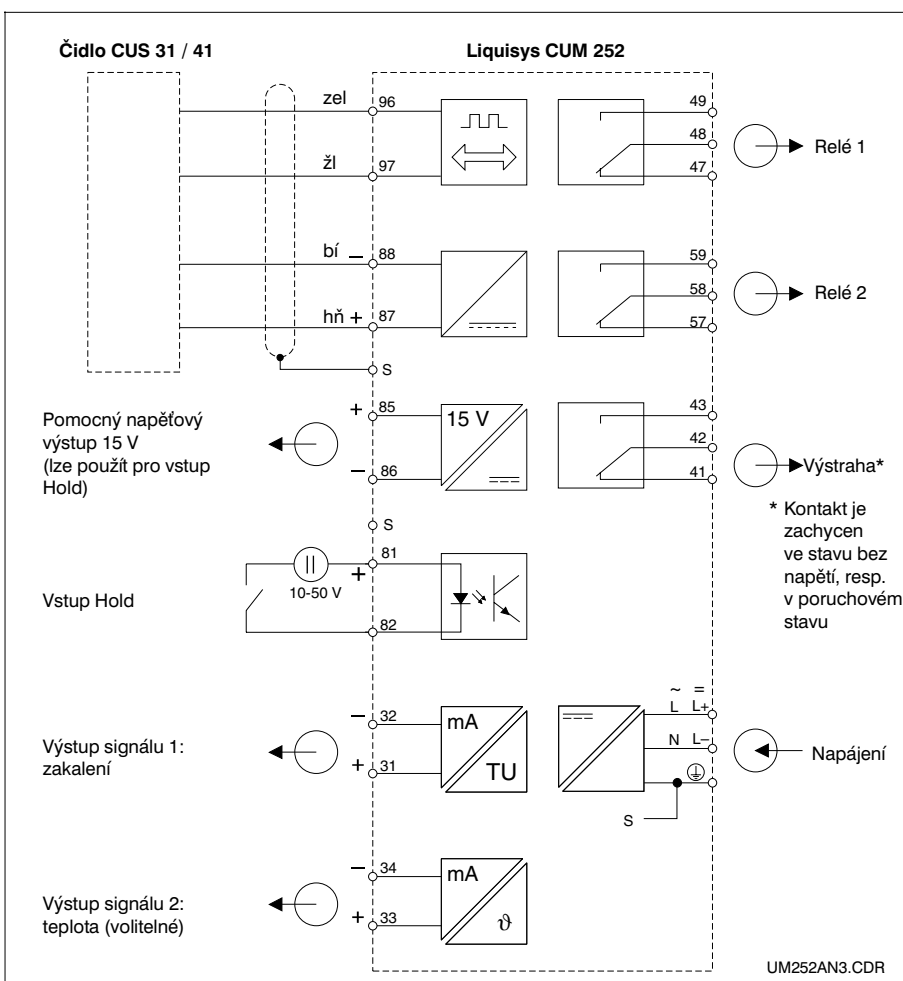 Čidlo CUS 31 / 41
Liquisys CUM 252
zel 96
žl 97
bí – 88
hň + 87
S
49
48
47
Relé 1
59
58
57
Relé 2
Pomocný napěťový
výstup 15 V
(lze použít pro vstup
Hold)
+ 85
– 86
15 V
S
43
42
41
Výstraha*
* Kontakt je
zachycen
ve stavu bez
napětí, resp.
v poruchovém
stavu
Vstup Hold
10-50 V
+ 81
82
Výstup signálu 1:
zakalení
– 32
+ 31
mA
TU
~ =
L L+
N L–
S
Napájení
Výstup signálu 2:
teplota (volitelné)
– 34
+ 33
mA
ϑ
UM252AN3.CDR